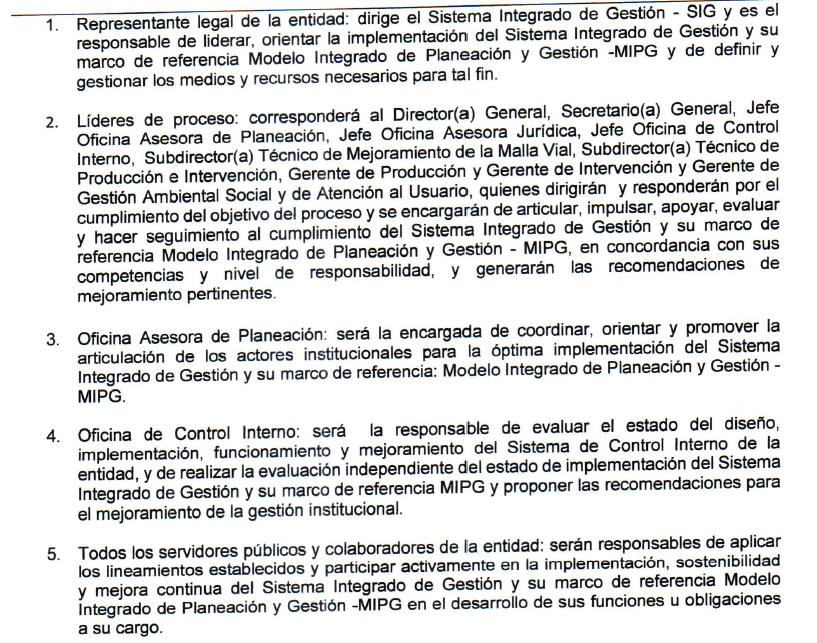 1. Representante legal de la entidad: dirige el Sistema Integrado de Gestión - SIG y es el
responsable de liderar, orientar la implementación del Sistema Integrado de Gestión y su
marco de referencia Modelo Integrado de Planeación y Gestión -MIPG y de definir y
gestionar los medios y recursos necesarios para tal fin.
2. Líderes de proceso: corresponderá al Director(a) General, Secretario(a) General, Jefe
Oficina Asesora de Planeación, Jefe Oficina Asesora Jurídica, Jefe Oficina de Control
Interno, Subdirector(a) Técnico de Mejoramiento de la Malla Vial, Subdirector(a) Técnico de
Producción e Intervención, Gerente de Producción y Gerente de Intervención y Gerente de
Gestión Ambiental Social y de Atención al Usuario, quienes dirigirán y responderán por el
cumplimiento del objetivo del proceso y se encargarán de articular, impulsar, apoyar, evaluar
y hacer seguimiento al cumplimiento del Sistema Integrado de Gestión y su marco de
referencia Modelo Integrado de Planeación y Gestión - MIPG, en concordancia con sus
competencias y nivel de responsabilidad, y generarán las recomendaciones de
mejoramiento pertinentes.
3. Oficina Asesora de Planeación: será la encargada de coordinar, orientar y promover la
articulación de los actores institucionales para la óptima implementación del Sistema
Integrado de Gestión y su marco de referencia: Modelo Integrado de Planeación y Gestión -
MIPG.
4. Oficina de Control Interno: será la responsable de evaluar el estado del diseño,
implementación, funcionamiento y mejoramiento del Sistema de Control Interno de la
entidad, y de realizar la evaluación independiente del estado de implementación del Sistema
Integrado de Gestión y su marco de referencia MIPG y proponer las recomendaciones para
el mejoramiento de la gestión institucional.
5. Todos los servidores públicos y colaboradores de la entidad: serán responsables de aplicar
los lineamientos establecidos y participar activamente en la implementación, sostenibilidad
y mejora continua del Sistema Integrado de Gestión y su marco de referencia Modelo
Integrado de Planeación y Gestión -MIPG en el desarrollo de sus funciones u obligaciones
a su cargo.